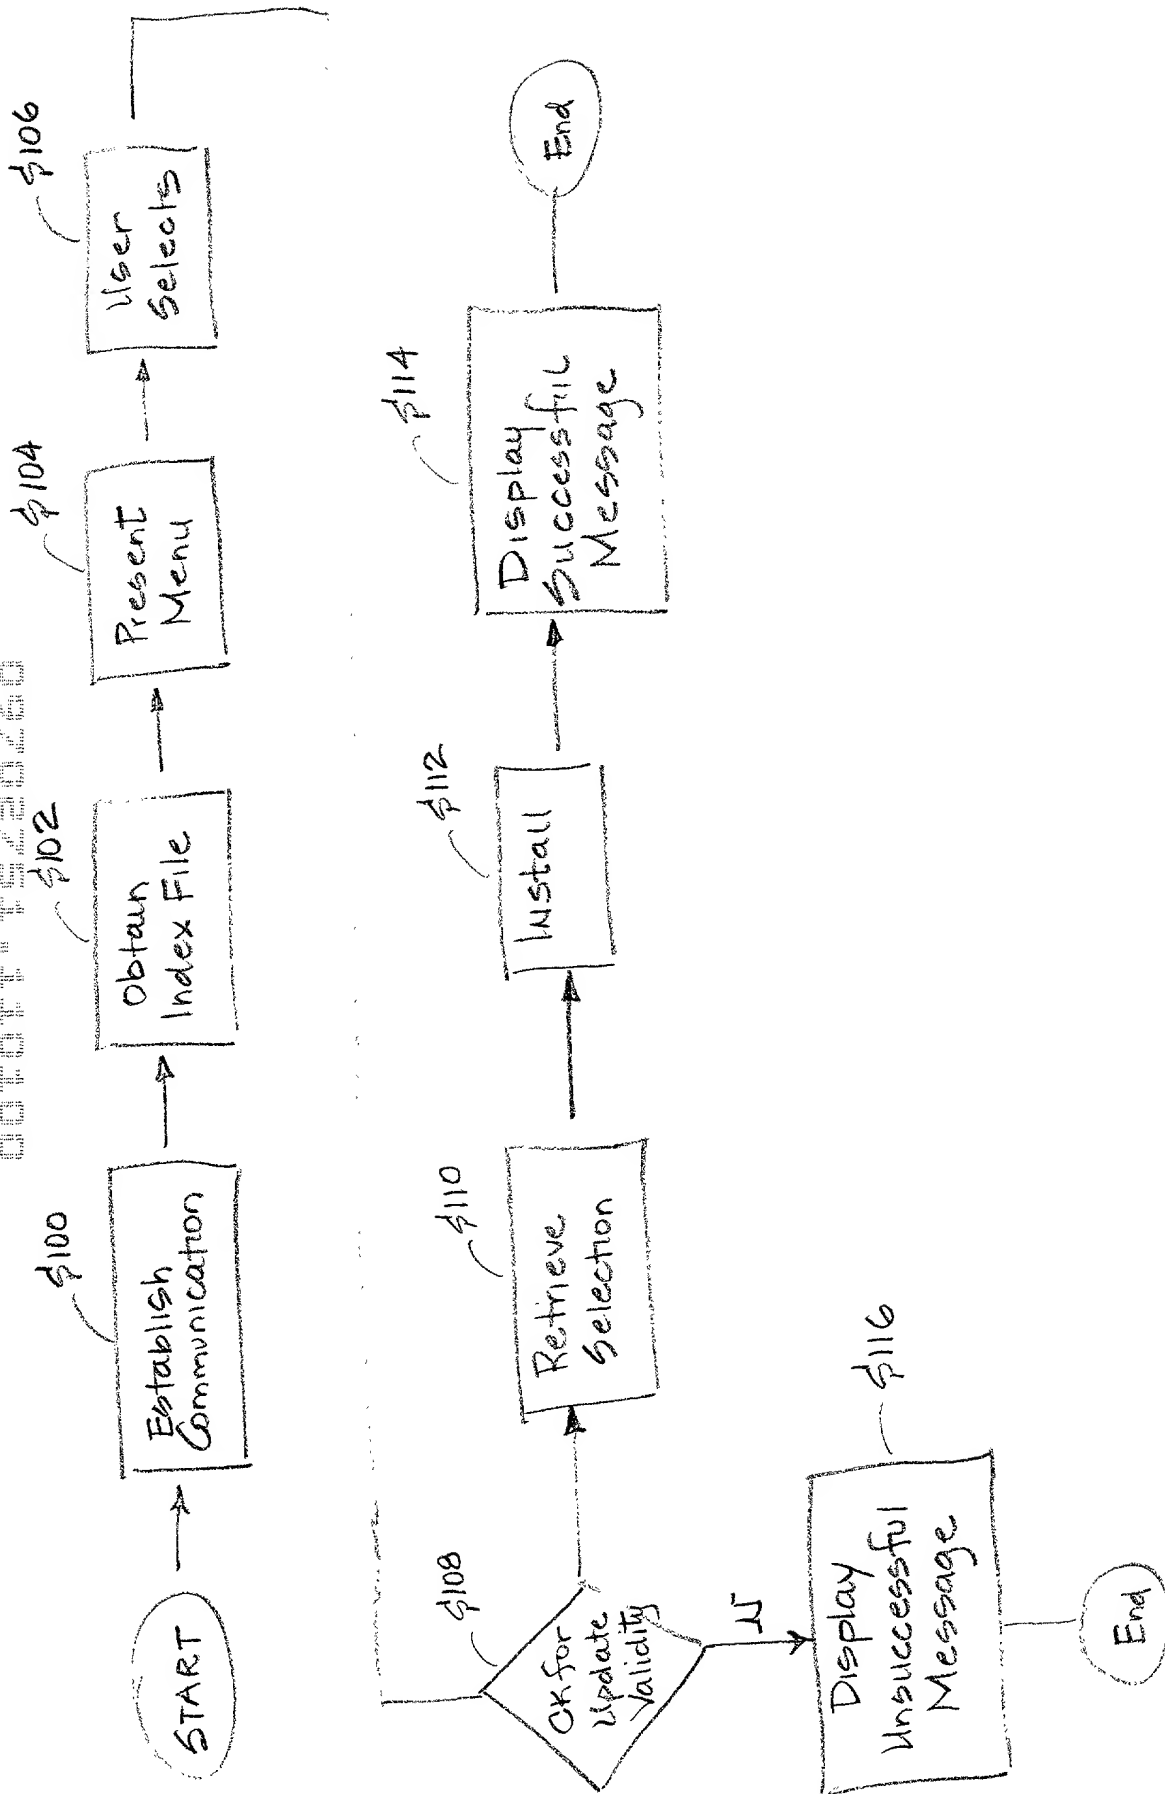 START
S100
Establish
Communication
S102
Obtain
Index File
S104
Present
Menu
S106
User
Selects
S108
CK for
Update
Validity
N
S110
Retrieve
Selection
S112
Install
S114
Display
Successful
Message
End
S116
Display
Unsuccessful
Message
End